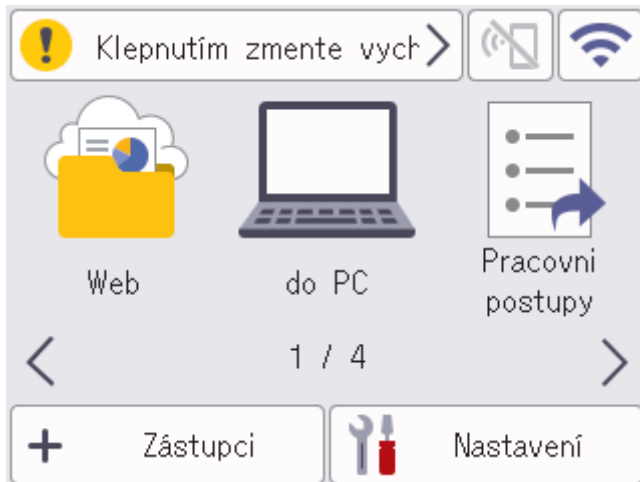 Klepnutím zmente vych
Web
do PC
Pracovni
postupy
1 / 4
Zástupci
Nastavení